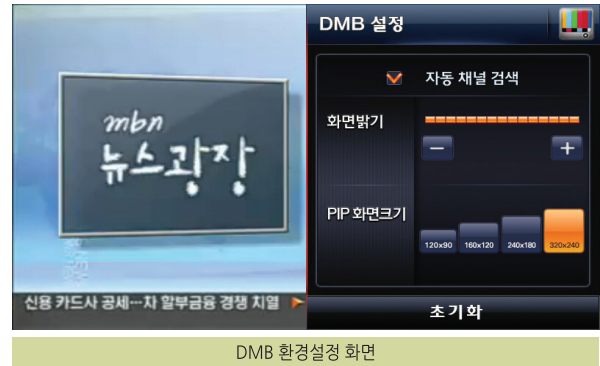 mbn
뉴스광장
신용 카드사 공세···차 할부금융 경쟁 치열
DMB 설정
자동 채널 검색
화면밝기
− +
PIP 화면크기
120x90 160x120 240x180 320x240
초기화
DMB 환경설정 화면